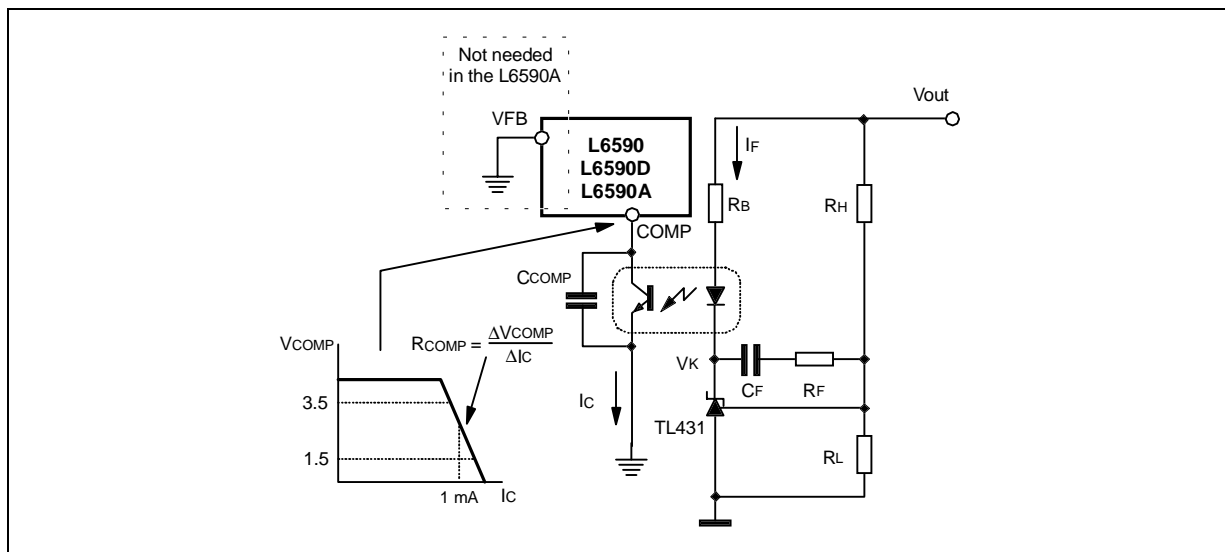 Not needed
in the L6590A
VFB
L6590
L6590D
L6590A
COMP
Vout
IF
RB
RH
CCOMP
VCOMP
RCOMP = ΔVCOMP
ΔIC
3.5
1.5
1 mA
IC
IC
VK
CF
RF
TL431
RL